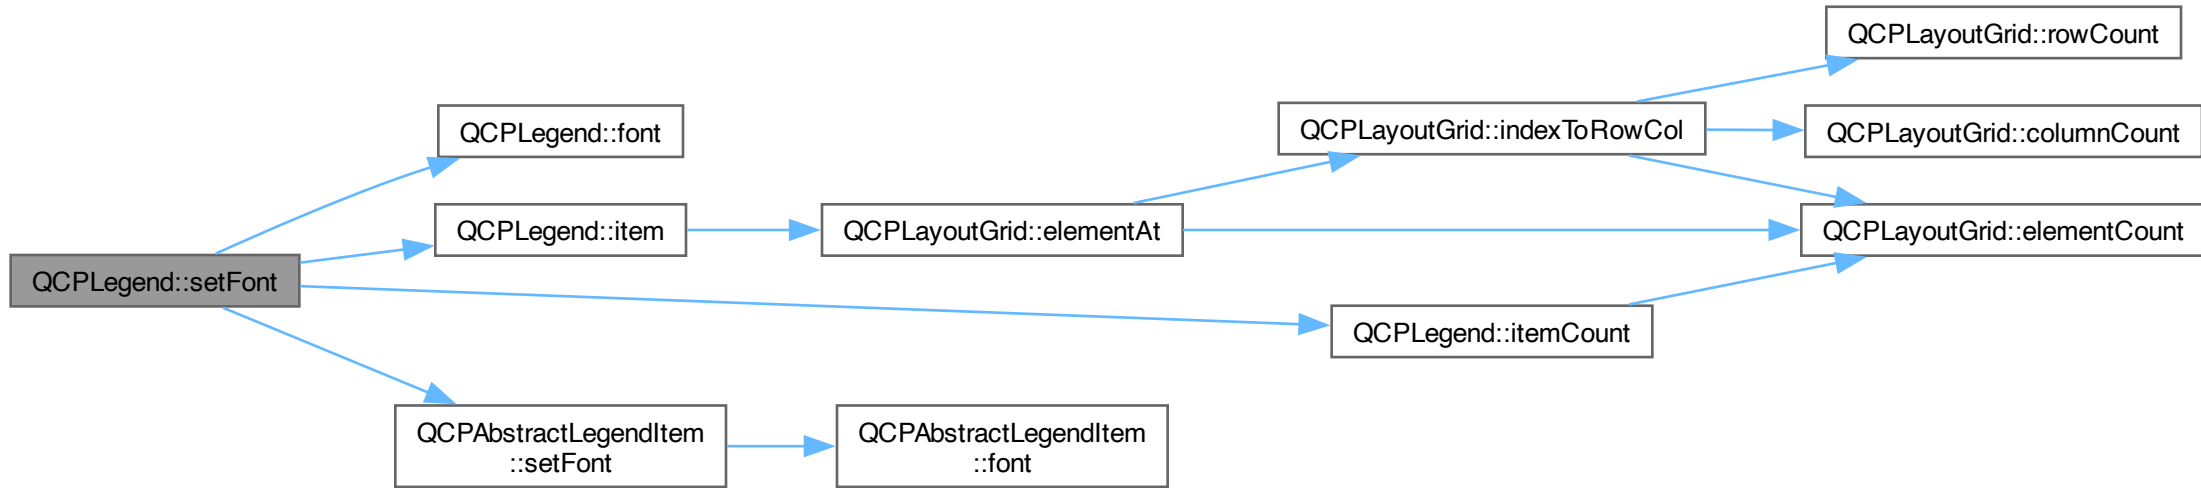 QCPLayoutGrid::rowCount
QCPLegend::font
QCPLayoutGrid::indexToRowCol
QCPLayoutGrid::columnCount
QCPLegend::item
QCPLayoutGrid::elementAt
QCPLayoutGrid::elementCount
QCPLegend::setFont
QCPLegend::itemCount
QCPAbstractLegendItem
::setFont
QCPAbstractLegendItem
::font